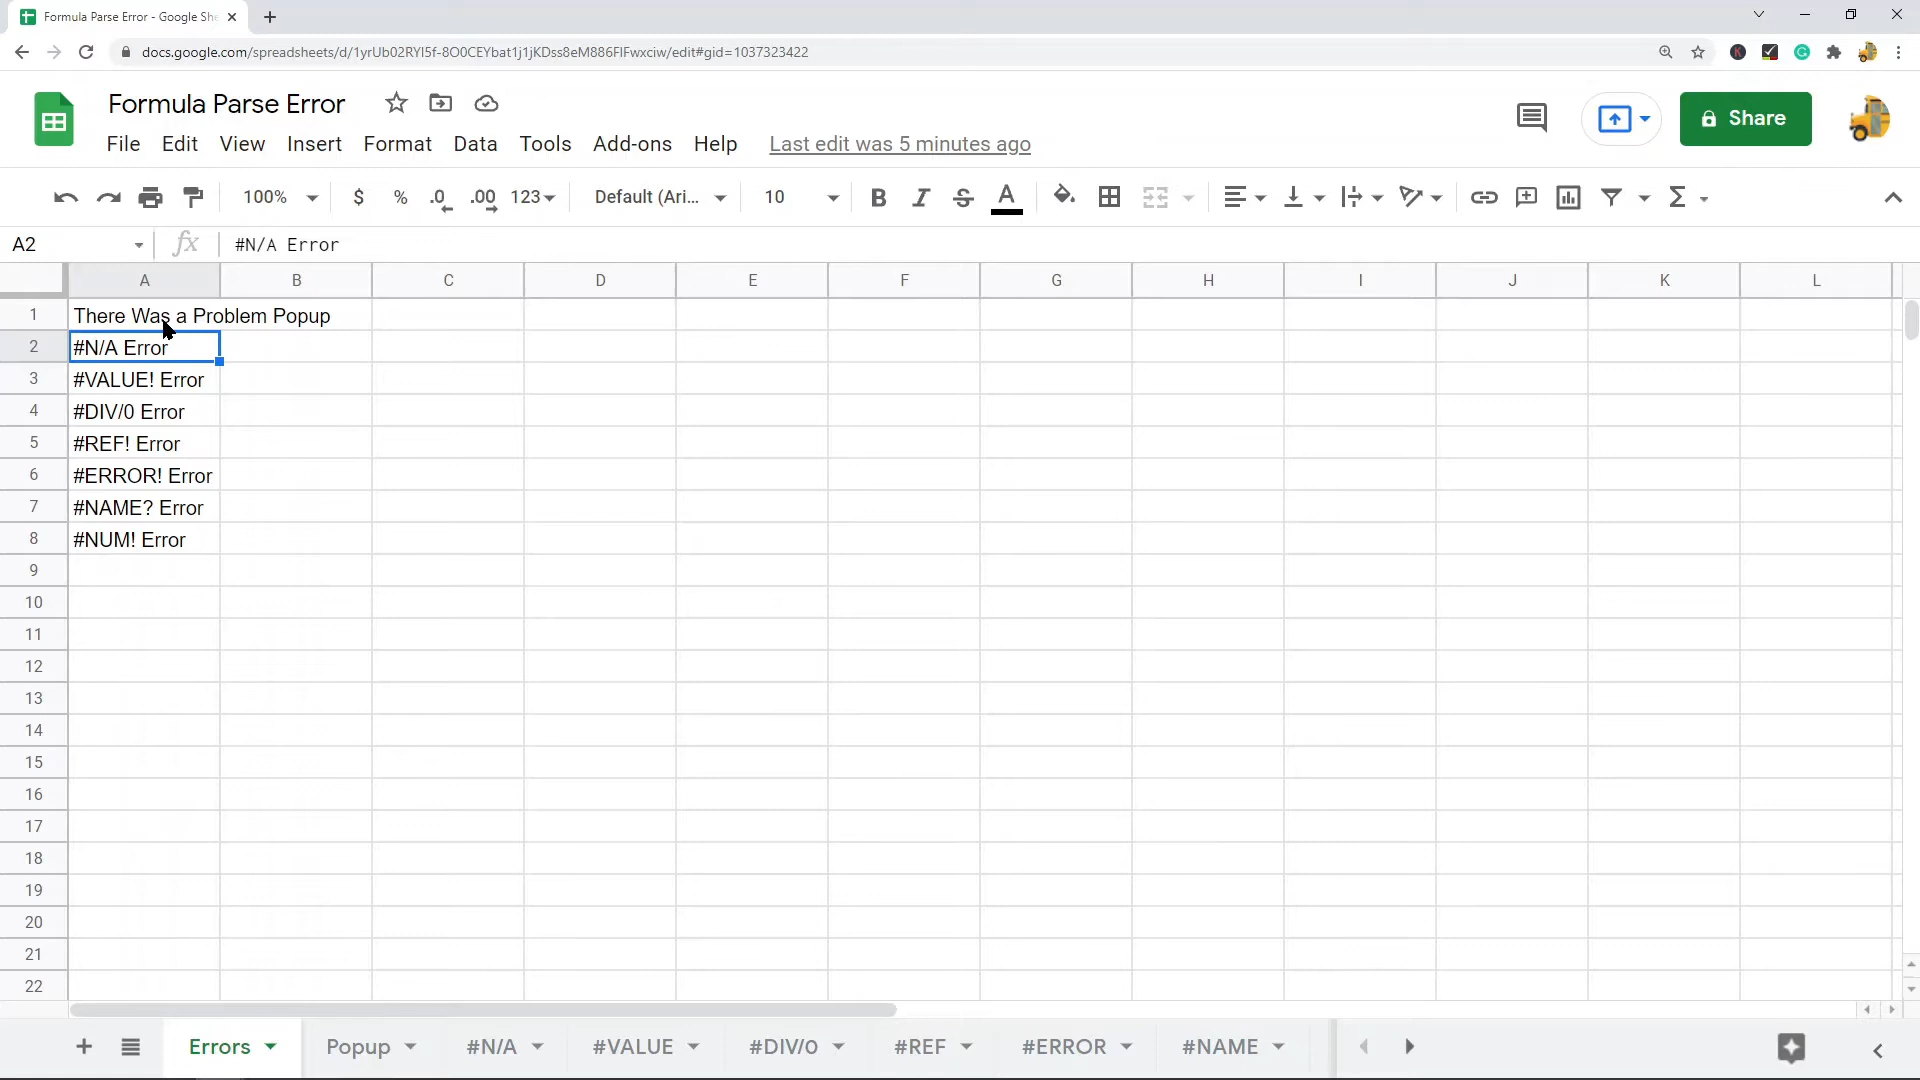 Formula Parse Error - Google She
docs.google.com/spreadsheets/d/1yrUb02RYI5f-8O0CEYbat1j1jKDss8eM886FIFwxciw/edit#gid=1037323422
Formula Parse Error
File Edit View Insert Format Data Tools Add-ons Help Last edit was 5 minutes ago
Share
100% $ % .0 .00 123 Default (Ari... 10 B I S A Σ
A2 fx #N/A Error
A B C D E F G H I J K L
1 There Was a Problem Popup
2 #N/A Error
3 #VALUE! Error
4 #DIV/0 Error
5 #REF! Error
6 #ERROR! Error
7 #NAME? Error
8 #NUM! Error
9
10
11
12
13
14
15
16
17
18
19
20
21
22
Errors Popup #N/A #VALUE #DIV/0 #REF #ERROR #NAME